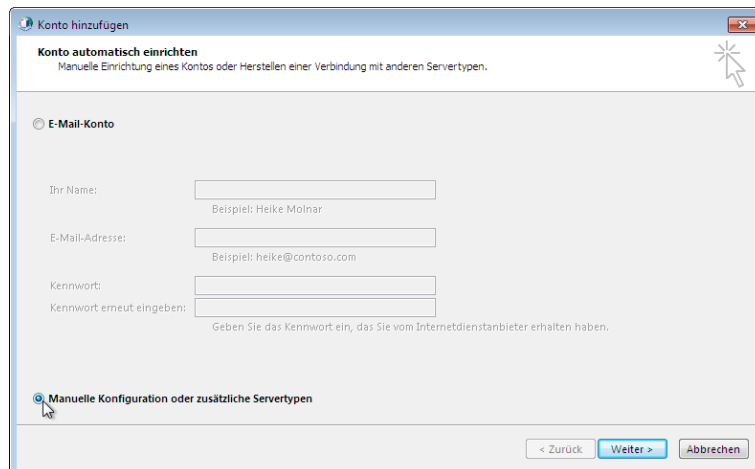 Konto hinzufügen
Konto automatisch einrichten
Manuelle Einrichtung eines Kontos oder Herstellen einer Verbindung mit anderen Servertypen.
E-Mail-Konto
Ihr Name:
Beispiel: Heike Molnar
E-Mail-Adresse:
Beispiel: heike@contoso.com
Kennwort:
Kennwort erneut eingeben:
Geben Sie das Kennwort ein, das Sie vom Internetdienstanbieter erhalten haben.
Manuelle Konfiguration oder zusätzliche Servertypen
< Zurück Weiter > Abbrechen